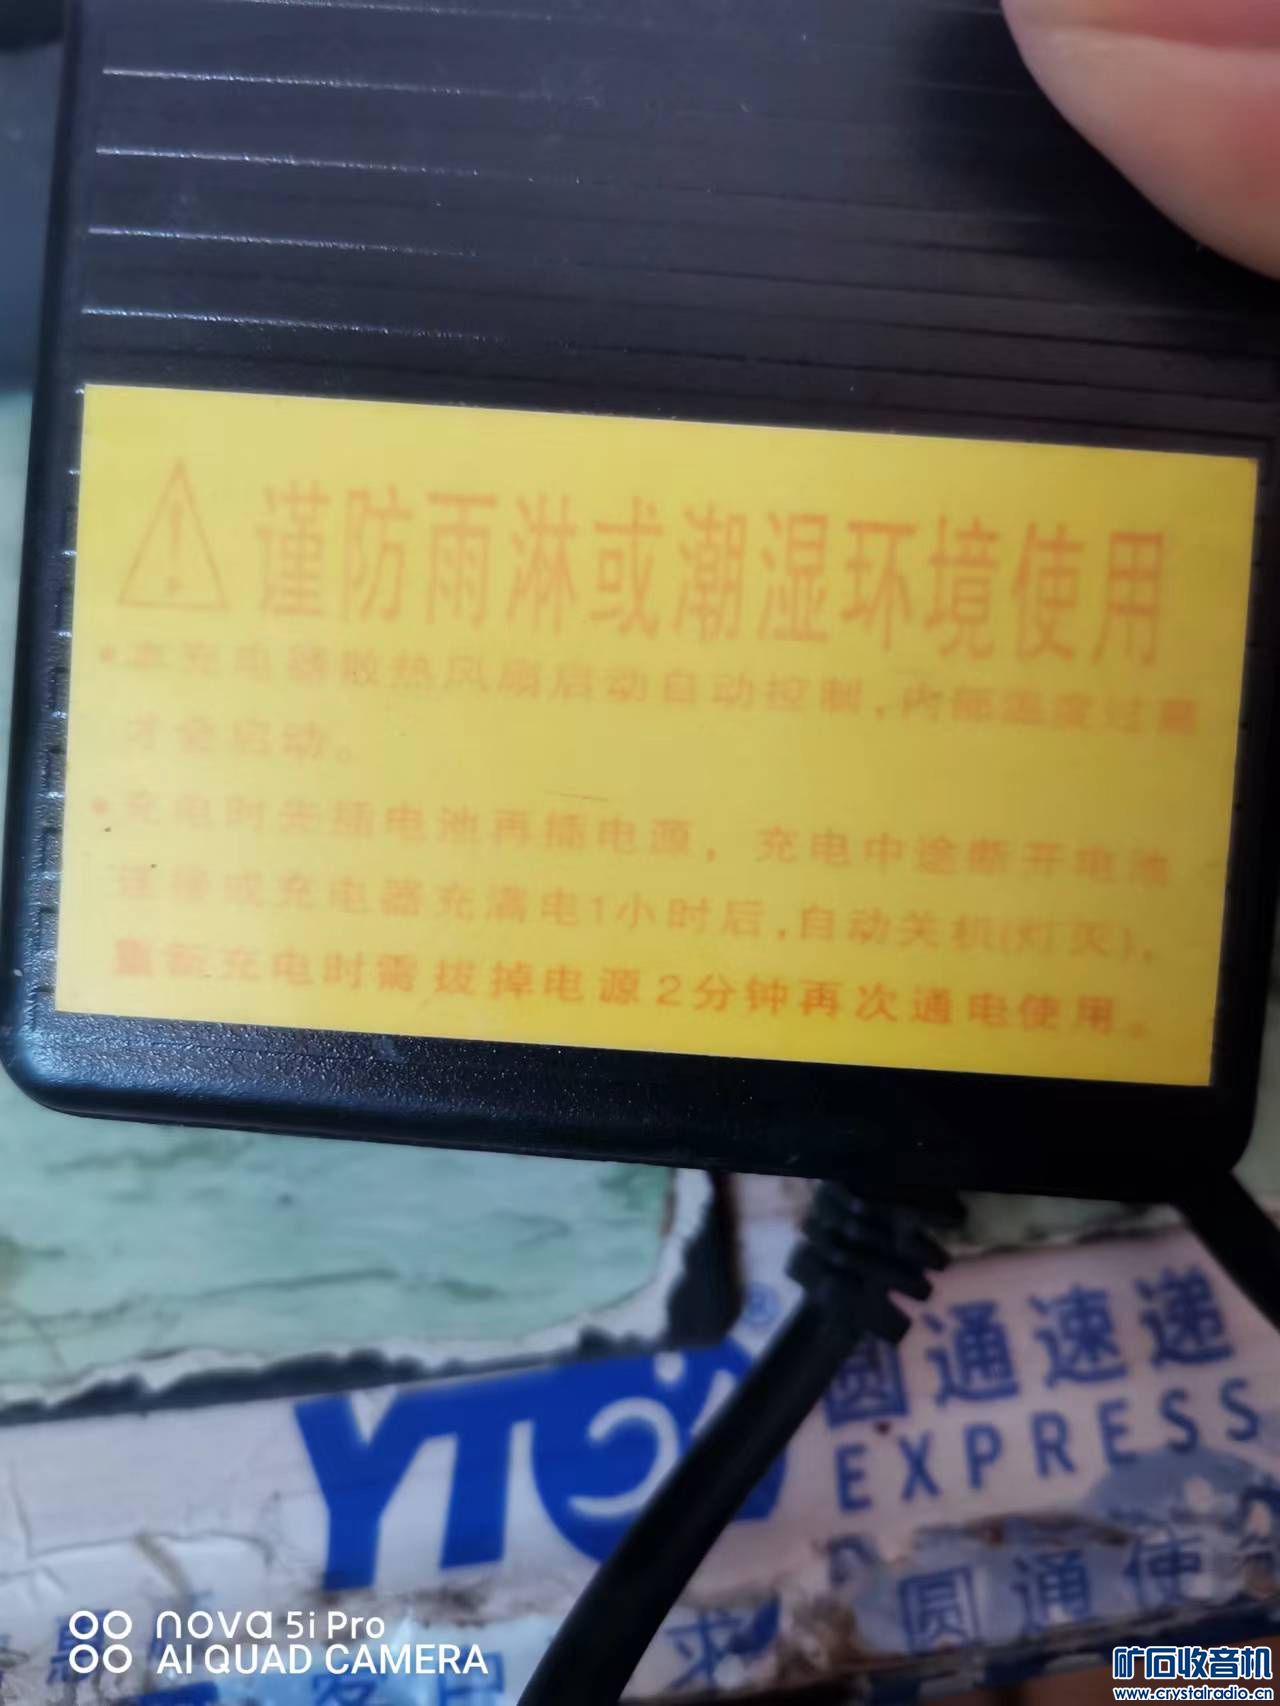 谨防雨淋或潮湿环境使用
•本充电器散热风扇启动自动控制,内部温度过高
才会启动。
•充电时先插电池再插电源，充电中途断开电池
连接或充电器充满电1小时后,自动关机(灯灭),
重新充电时需拔掉电源2分钟再次通电使用。
YTO®
圆通速递
EXPRESS
圆通使
求
nova 5i Pro
AI QUAD CAMERA
矿石收音机
www.crystalradio.cn